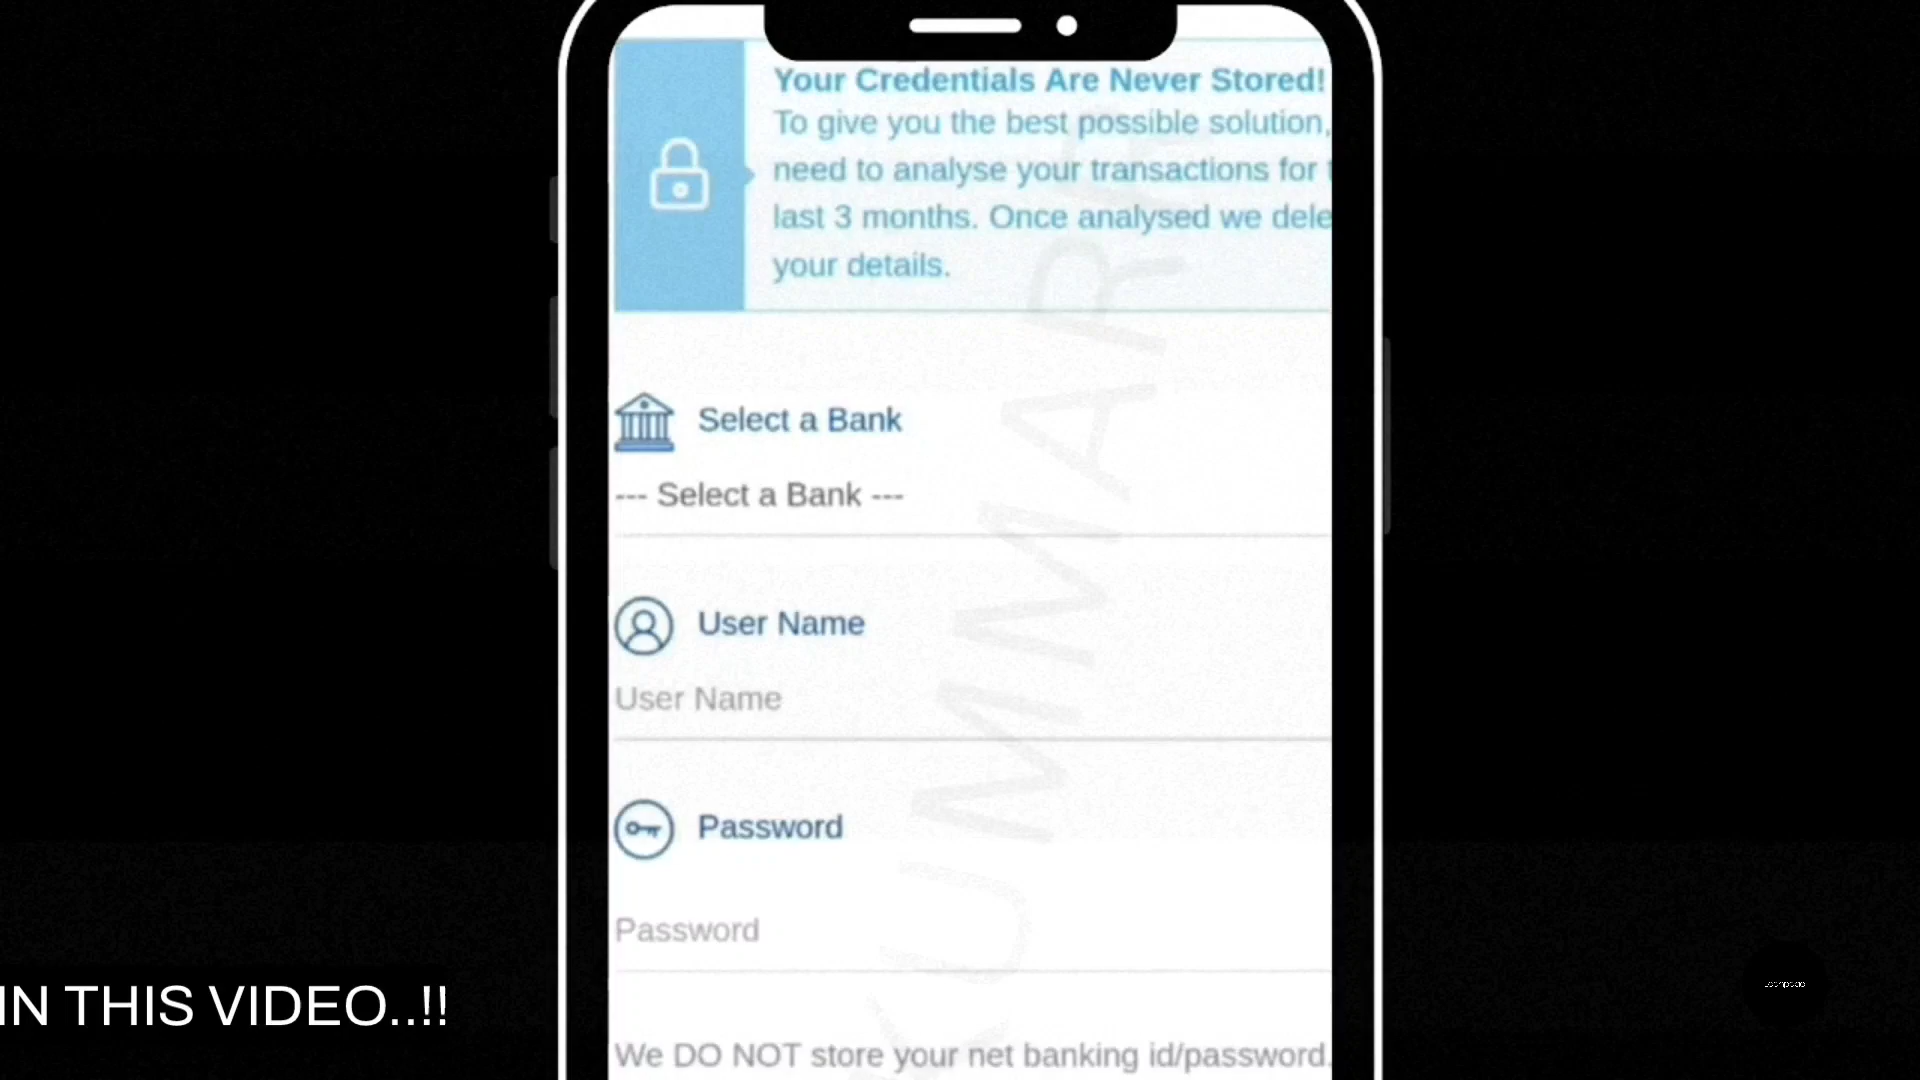 Your Credentials Are Never Stored!
To give you the best possible solution,
need to analyse your transactions for
last 3 months. Once analysed we dele
your details.
Select a Bank
--- Select a Bank ---
User Name
User Name
Password
Password
We DO NOT store your net banking id/password.
IN THIS VIDEO..!!